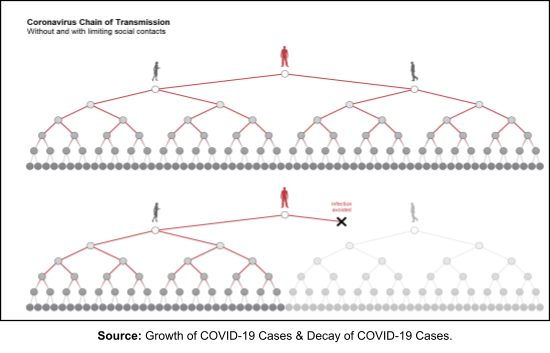 Coronavirus Chain of Transmission
Without and with limiting social contacts
Infection
avoided
Source: Growth of COVID-19 Cases & Decay of COVID-19 Cases.